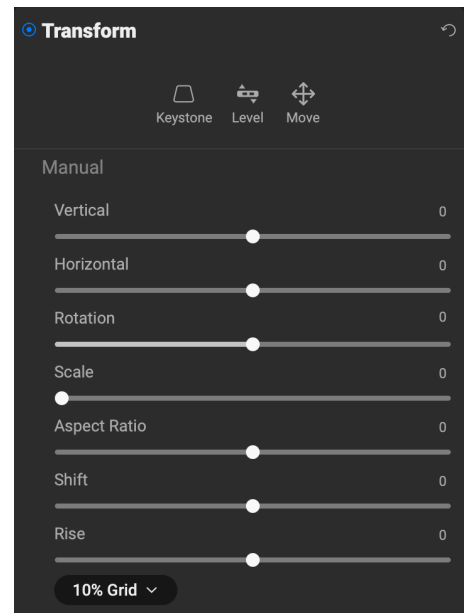 Transform
Keystone Level Move
Manual
Vertical 0
Horizontal 0
Rotation 0
Scale 0
Aspect Ratio 0
Shift 0
Rise 0
10% Grid